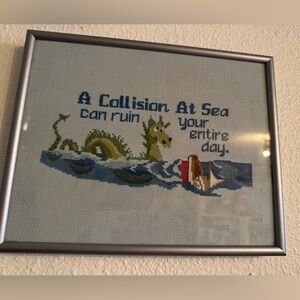 A Collision At Sea
can ruin your
entire
day.